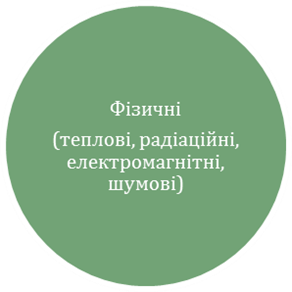 Фізичні
(теплові, радіаційні,
електромагнітні,
шумові)